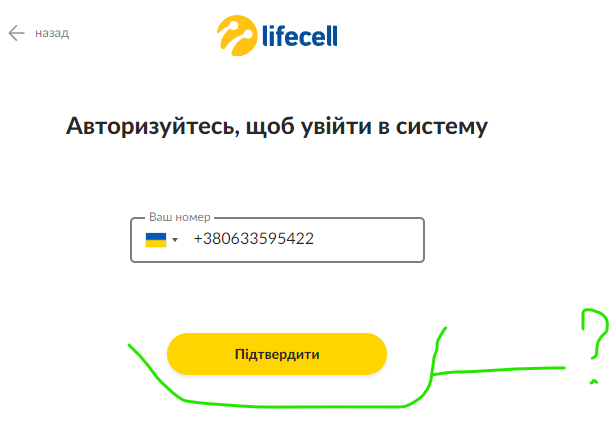 назад
lifecell
Авторизуйтесь, щоб увійти в систему
Ваш номер
+380633595422
Підтвердити
?